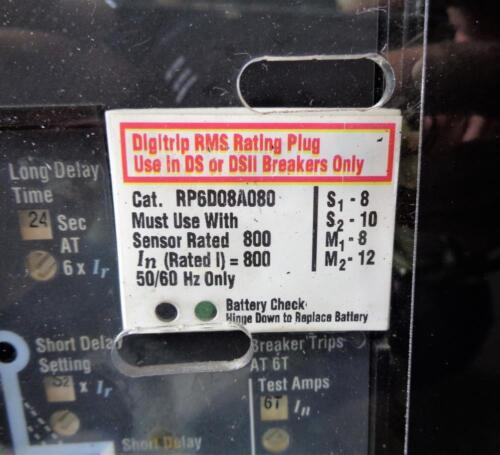 Digitrip RMS Rating Plug
Use in DS or DSII Breakers Only
Cat. RP6D08A080
Must Use With
Sensor Rated 800
In (Rated I) = 800
50/60 Hz Only
S1 - 8
S2 - 10
M1 - 8
M2 - 12
Battery Check
Hinge Down to Replace Battery
Long Delay
Time
24 Sec
AT
6 x Ir
Short Delay
Setting
S2 x Ir
Short Delay
Breaker Trips
AT 6T
Test Amps
6T In